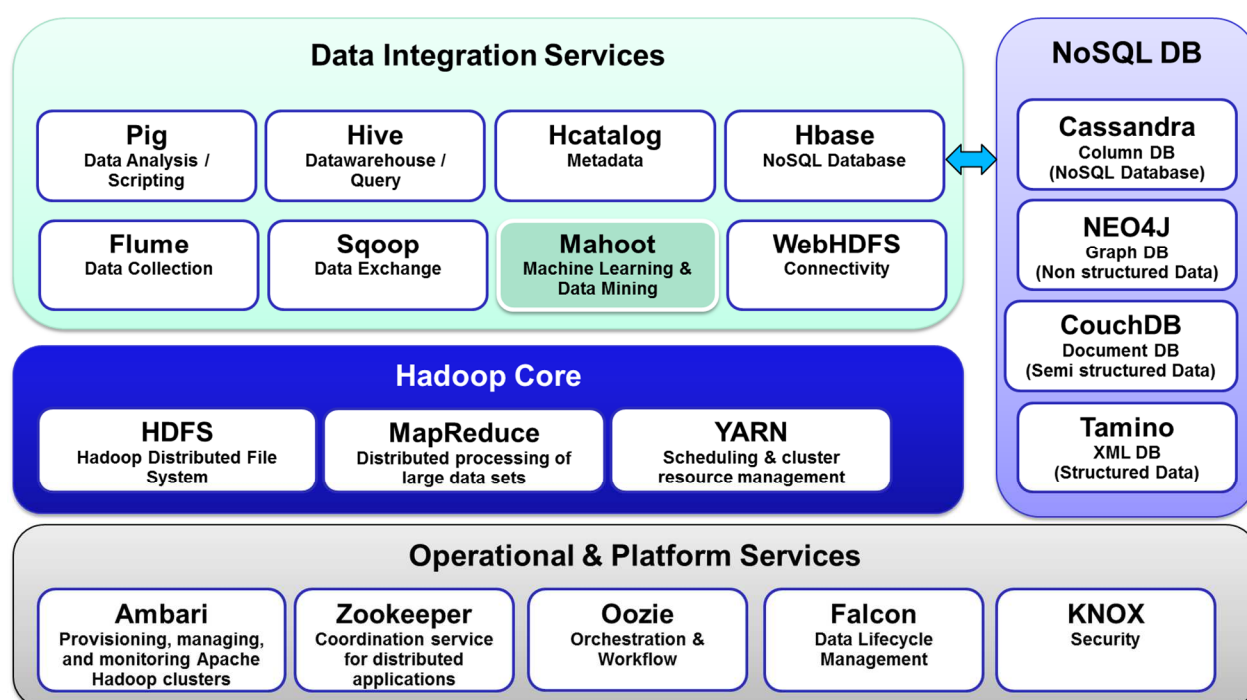 Data Integration Services
Pig
Data Analysis /
Scripting
Hive
Datawarehouse /
Query
Hcatalog
Metadata
Hbase
NoSQL Database
Flume
Data Collection
Sqoop
Data Exchange
Mahoot
Machine Learning &
Data Mining
WebHDFS
Connectivity
NoSQL DB
Cassandra
Column DB
(NoSQL Database)
NEO4J
Graph DB
(Non structured Data)
CouchDB
Document DB
(Semi structured Data)
Tamino
XML DB
(Structured Data)
Hadoop Core
HDFS
Hadoop Distributed File
System
MapReduce
Distributed processing of
large data sets
YARN
Scheduling & cluster
resource management
Operational & Platform Services
Ambari
Provisioning, managing,
and monitoring Apache
Hadoop clusters
Zookeeper
Coordination service
for distributed
applications
Oozie
Orchestration &
Workflow
Falcon
Data Lifecycle
Management
KNOX
Security